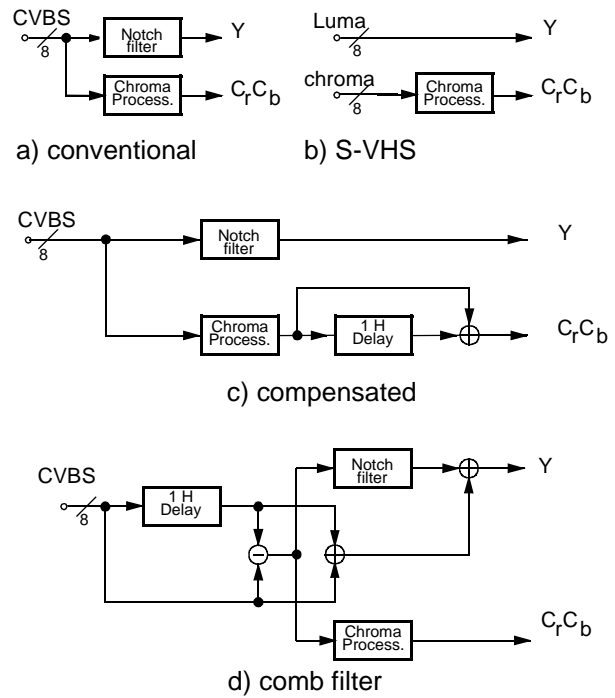 CVBS
8
Notch
filter
Y
Chroma
Process.
CrCb
a) conventional
Luma
8
Y
chroma
8
Chroma
Process.
CrCb
b) S-VHS
CVBS
8
Notch
filter
Y
Chroma
Process.
1 H
Delay
CrCb
c) compensated
CVBS
8
1 H
Delay
Notch
filter
Y
Chroma
Process.
CrCb
d) comb filter